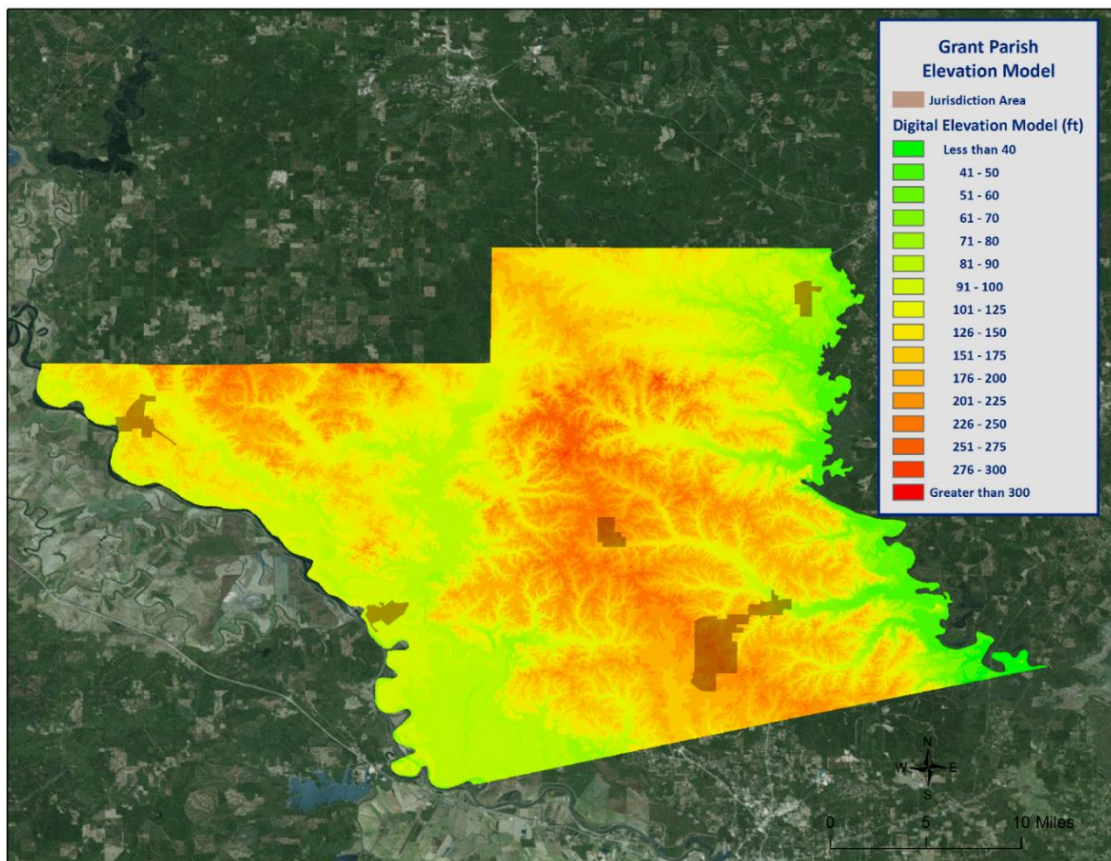 Grant Parish
Elevation Model
Jurisdiction Area
Digital Elevation Model (ft)
Less than 40
41 - 50
51 - 60
61 - 70
71 - 80
81 - 90
91 - 100
101 - 125
126 - 150
151 - 175
176 - 200
201 - 225
226 - 250
251 - 275
276 - 300
Greater than 300
N
W E
S
0 5 10 Miles